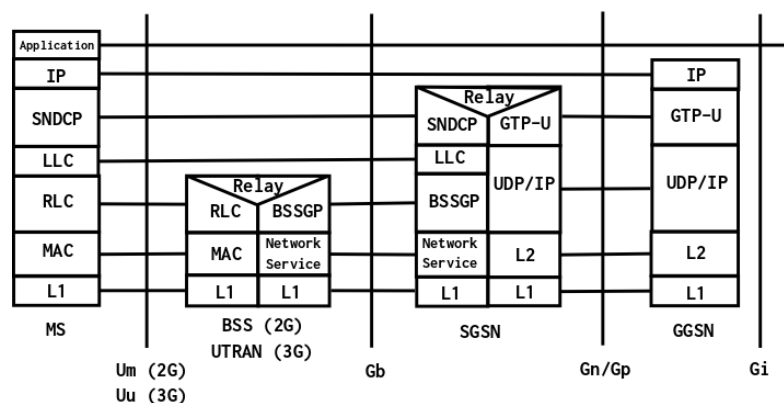 Application
IP
SNDCP
LLC
RLC
MAC
L1
MS
Um (2G)
Uu (3G)
Relay
RLC
BSSGP
MAC
Network
Service
L1
L1
BSS (2G)
UTRAN (3G)
Gb
Relay
SNDCP
GTP-U
LLC
UDP/IP
BSSGP
Network
Service
L2
L1
L1
SGSN
Gn/Gp
IP
GTP-U
UDP/IP
L2
L1
GGSN
Gi